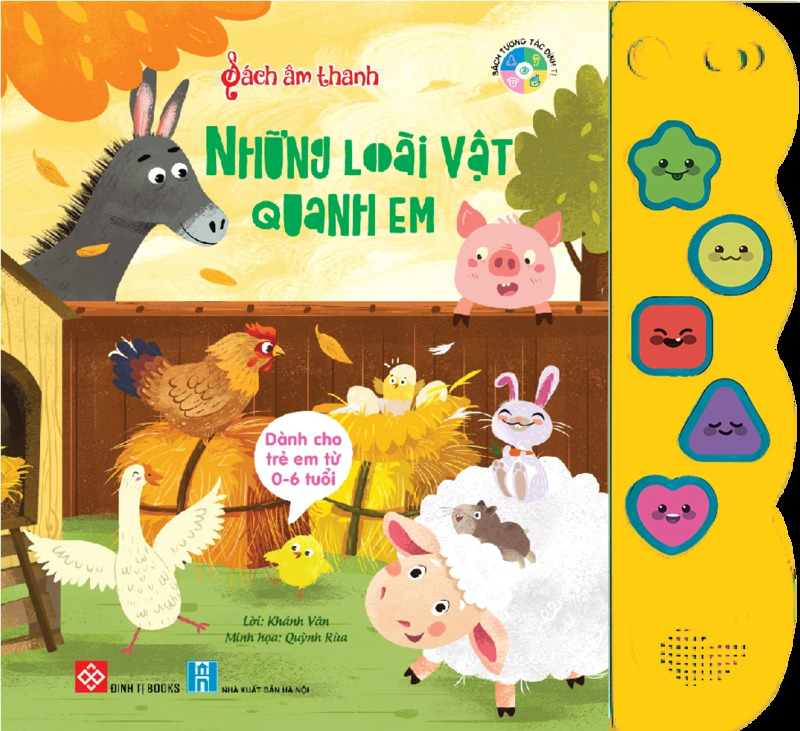 Sách âm thanh
SÁCH TƯƠNG TÁC ĐINH TỊ
NHỮNG LOÀI VẬT
QUANH EM
Dành cho
trẻ em từ
0-6 tuổi
Lời: Khánh Vân
Minh họa: Quỳnh Rùa
ĐINH TỊ BOOKS
NHÀ XUẤT BẢN HÀ NỘI